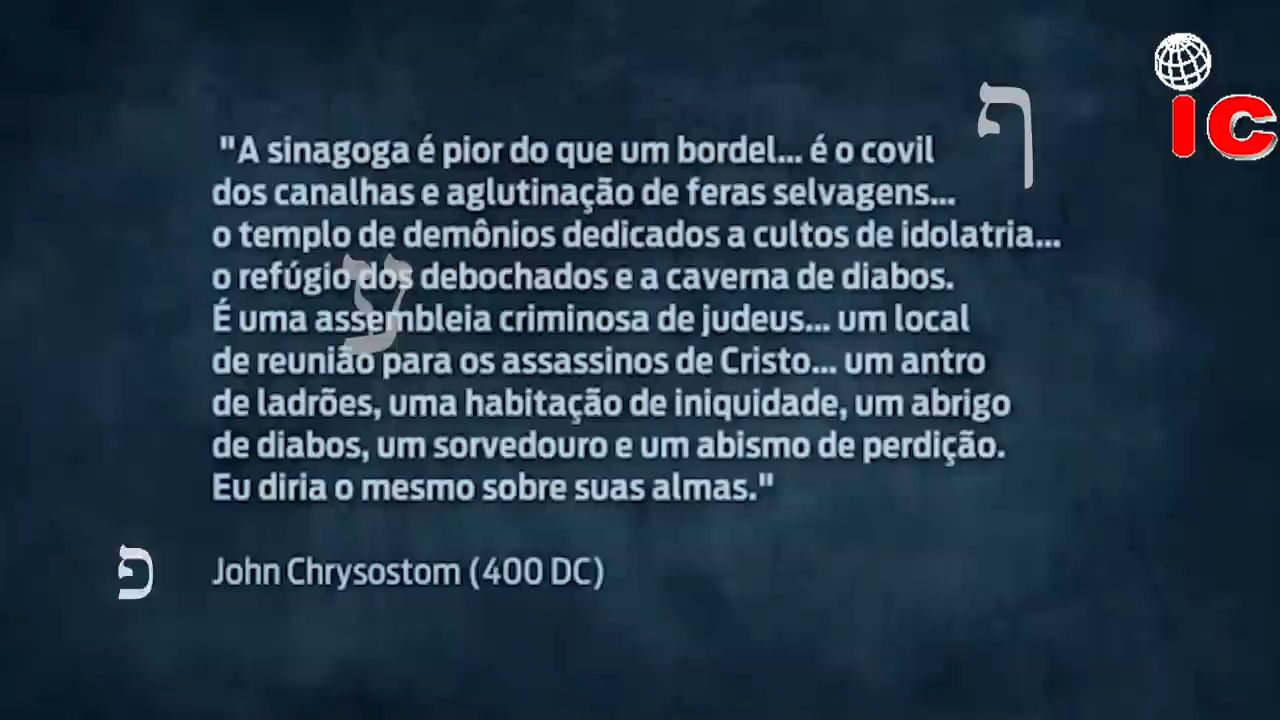 ף
IC
"A sinagoga é pior do que um bordel... é o covil
dos canalhas e aglutinação de feras selvagens...
o templo de demônios dedicados a cultos de idolatria...
o refúgio dos debochados e a caverna de diabos.
ע
É uma assembleia criminosa de judeus... um local
de reunião para os assassinos de Cristo... um antro
de ladrões, uma habitação de iniquidade, um abrigo
de diabos, um sorvedouro e um abismo de perdição.
Eu diria o mesmo sobre suas almas."
פ
John Chrysostom (400 DC)